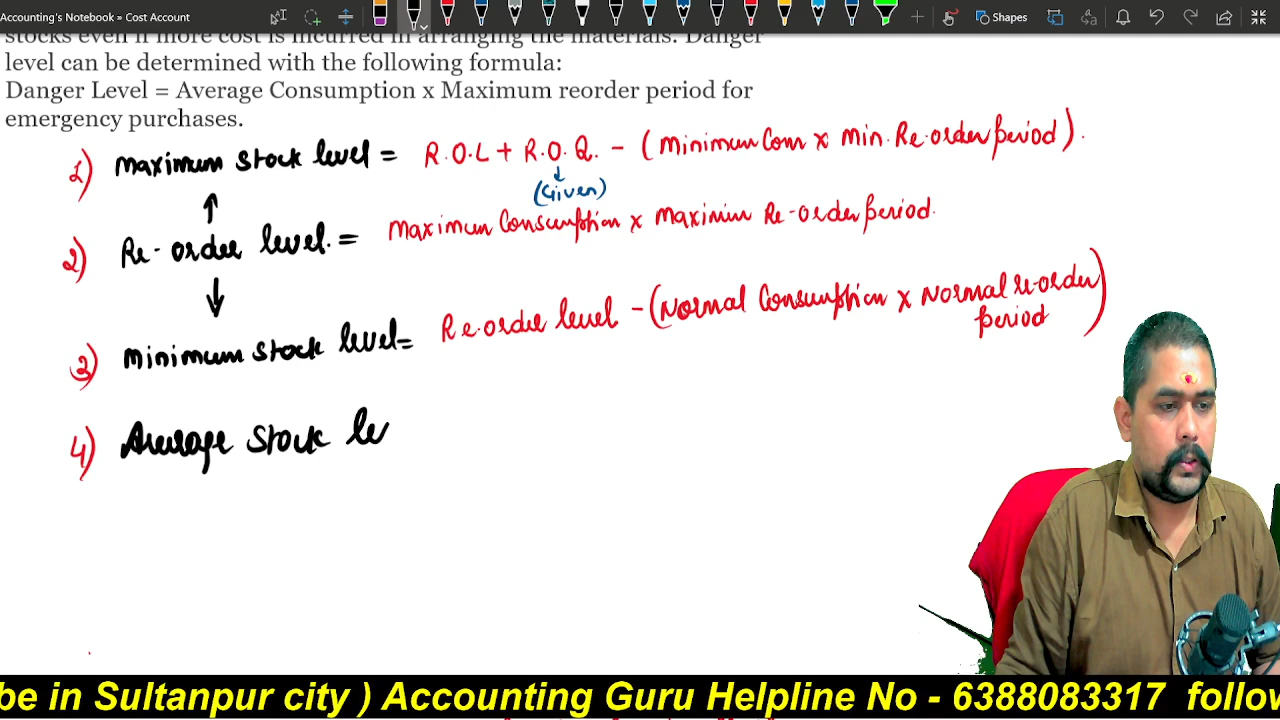 Accounting's Notebook » Cost Account
Shapes
stocks even if more cost is incurred in arranging the materials. Danger
level can be determined with the following formula:
Danger Level = Average Consumption x Maximum reorder period for
emergency purchases.
1) Maximum Stock level = R.O.L + R.O.Q. - (Minimum Con x Min. Re-order period).
(Given)
2) Re-order level. = Maximum Consumption x Maximim Re-order period.
3) Minimum Stock level = Re-order level - (Normal Consumption x Normal re-order
period)
4) Average Stock le
be in Sultanpur city ) Accounting Guru Helpline No - 6388083317 follow